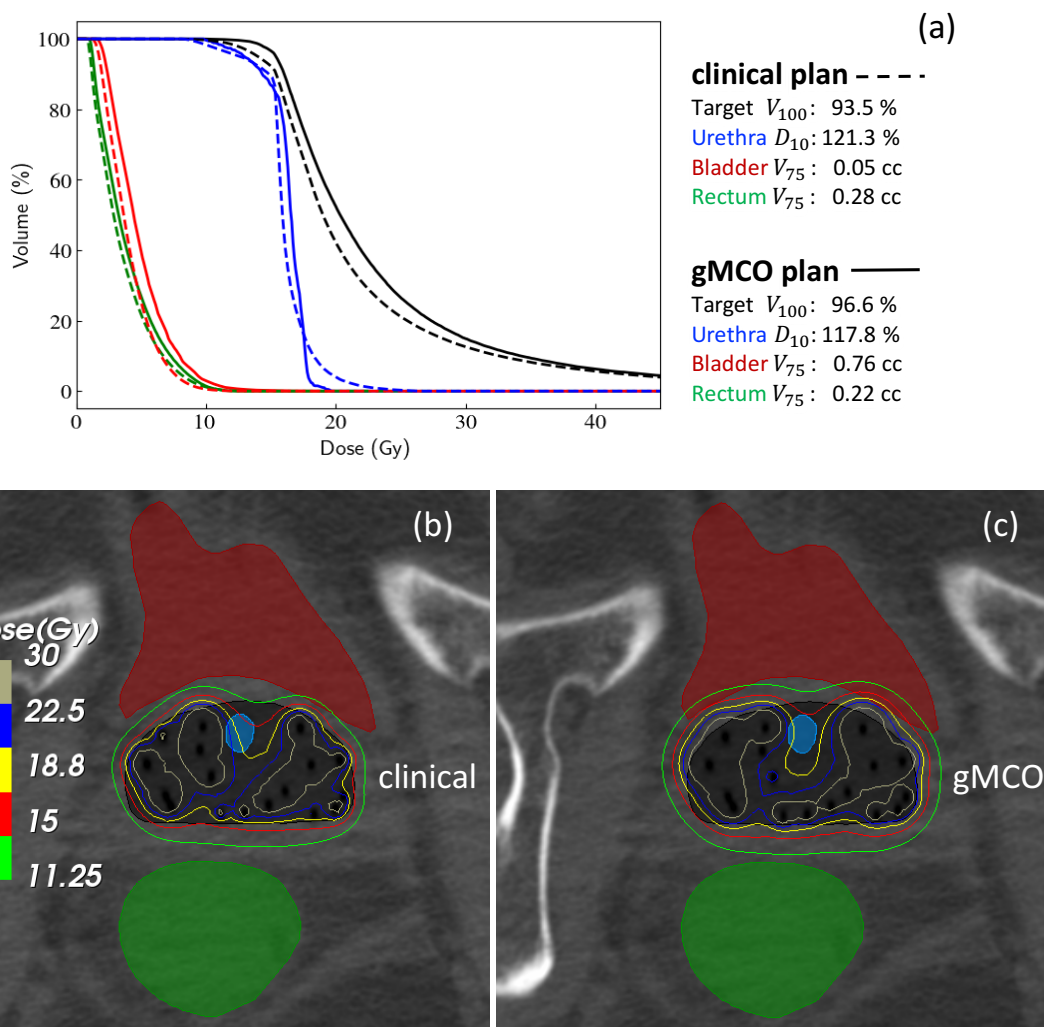 (a)
100
80
60
40
20
0
Volume (%)
0 10 20 30 40
Dose (Gy)
clinical plan
Target V₁₀₀: 93.5 %
Urethra D₁₀: 121.3 %
Bladder V₇₅: 0.05 cc
Rectum V₇₅: 0.28 cc
gMCO plan
Target V₁₀₀: 96.6 %
Urethra D₁₀: 117.8 %
Bladder V₇₅: 0.76 cc
Rectum V₇₅: 0.22 cc
(b)
ose(Gy)
30
22.5
18.8
15
11.25
clinical
(c)
gMCO